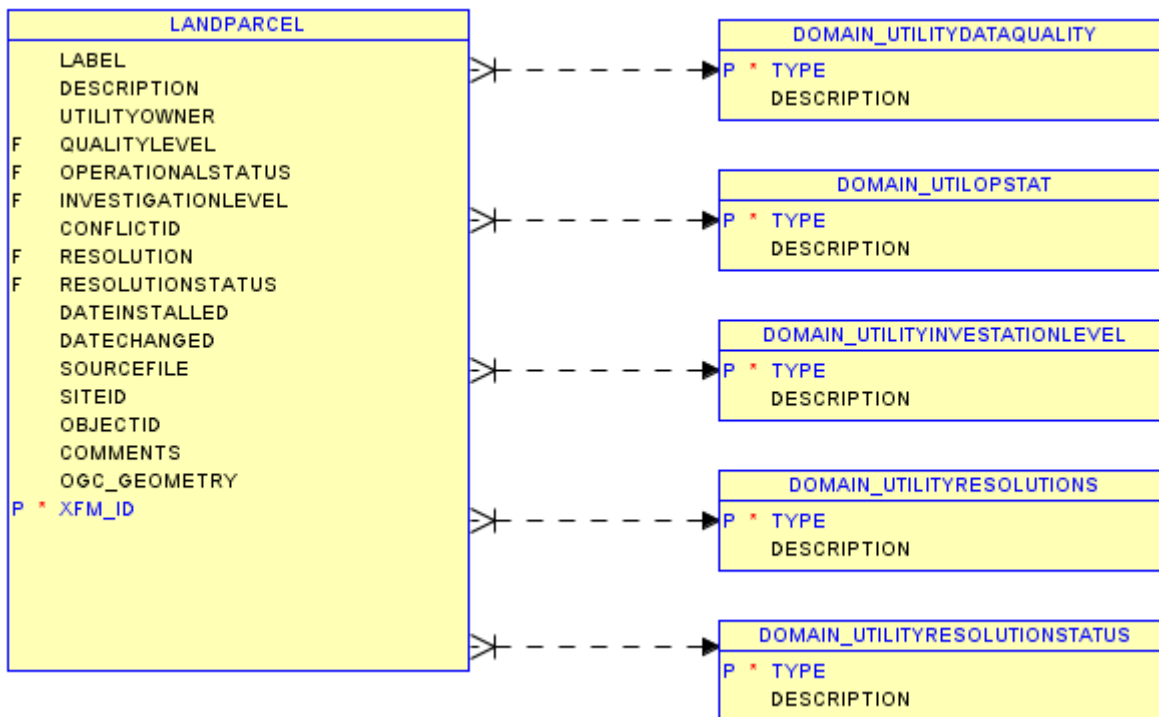 LANDPARCEL
LABEL
DESCRIPTION
UTILITYOWNER
F QUALITYLEVEL
F OPERATIONALSTATUS
F INVESTIGATIONLEVEL
CONFLICTID
F RESOLUTION
F RESOLUTIONSTATUS
DATEINSTALLED
DATECHANGED
SOURCEFILE
SITEID
OBJECTID
COMMENTS
OGC_GEOMETRY
P * XFM_ID
DOMAIN_UTILITYDATAQUALITY
P * TYPE
DESCRIPTION
DOMAIN_UTILOPSTAT
P * TYPE
DESCRIPTION
DOMAIN_UTILITYINVESTATIONLEVEL
P * TYPE
DESCRIPTION
DOMAIN_UTILITYRESOLUTIONS
P * TYPE
DESCRIPTION
DOMAIN_UTILITYRESOLUTIONSTATUS
P * TYPE
DESCRIPTION